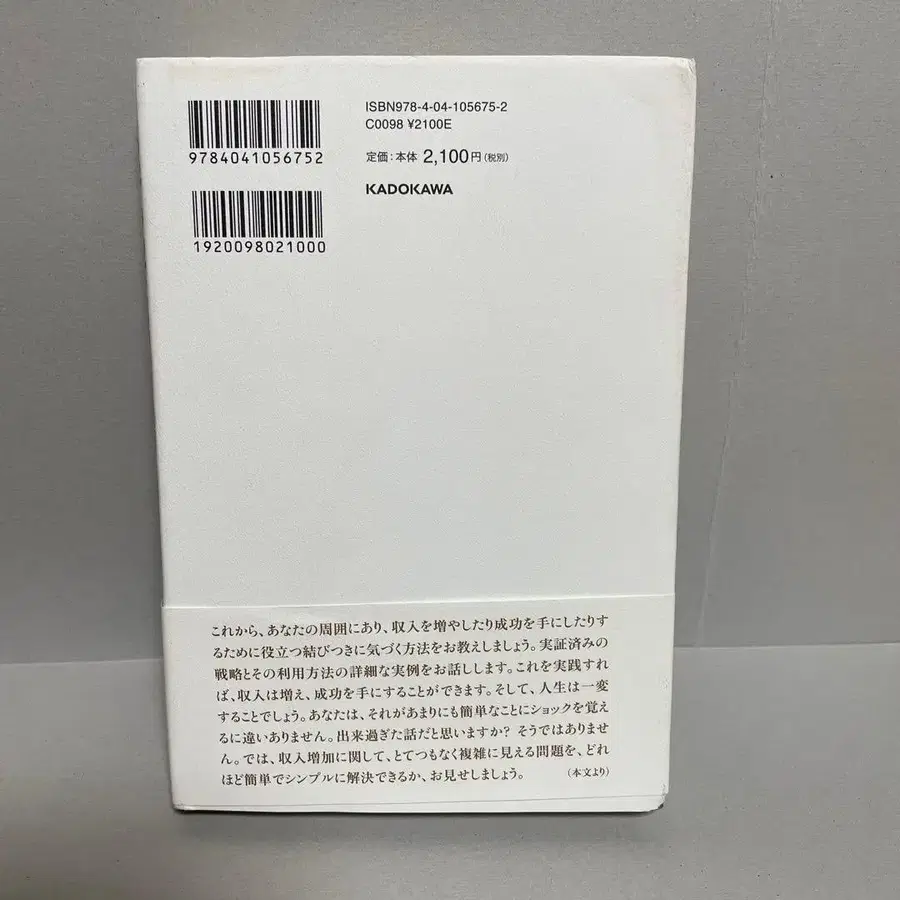 9784041056752
1920098021000
ISBN978-4-04-105675-2
C0098 ¥2100E
定価：本体 2,100円（税別）
KADOKAWA
これから、あなたの周囲にあり、収入を増やしたり成功を手にしたりす
るために役立つ結びつきに気づく方法をお教えしましょう。実証済みの
戦略とその利用方法の詳細な実例をお話しします。これを実践すれ
ば、収入は増え、成功を手にすることができます。そして、人生は一変
することでしょう。あなたは、それがあまりにも簡単なことにショックを覚え
るに違いありません。出来過ぎた話だと思いますか? そうではありませ
ん。では、収入増加に関して、とてつもなく複雑に見える問題を、どれ
ほど簡単でシンプルに解決できるか、お見せしましょう。 （本文より）